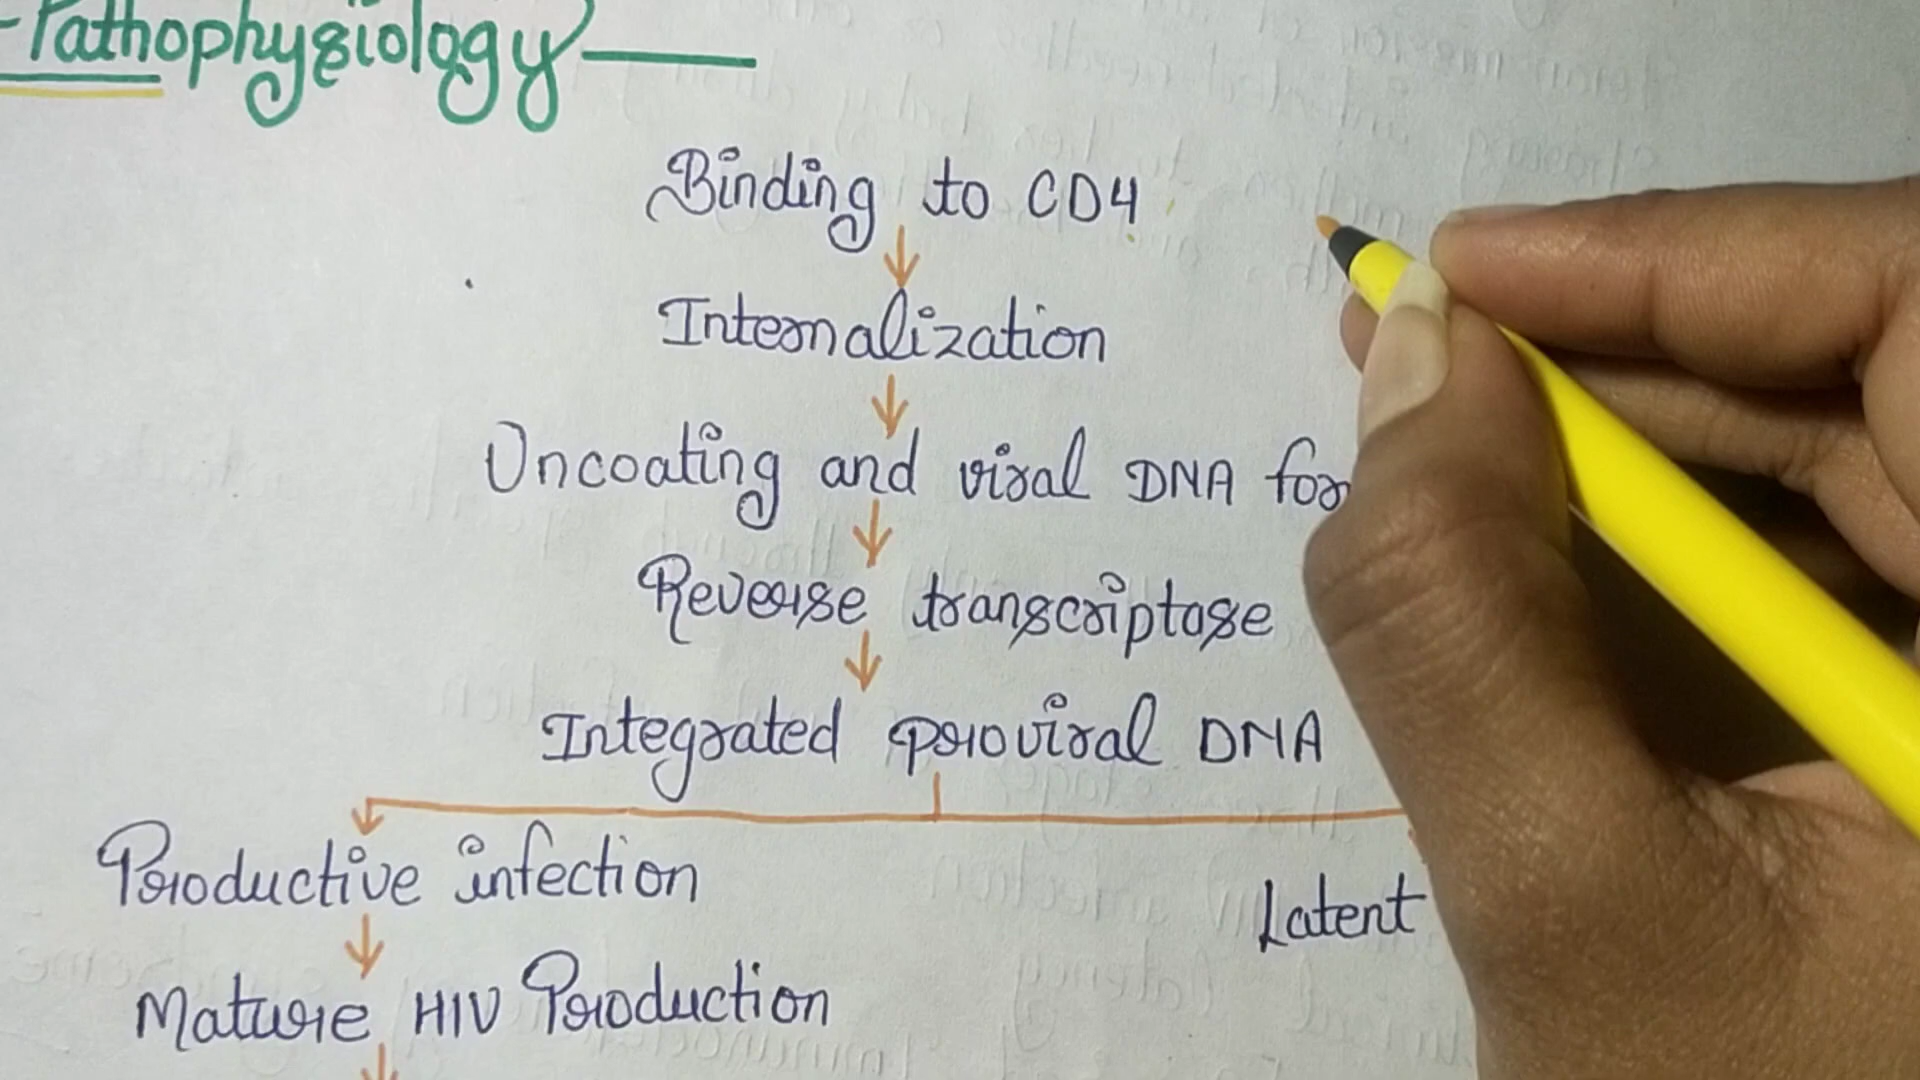 Pathophysiology
Binding to CD4
Internalization
Uncoating and viral DNA for
Reverse transcriptase
Integrated proviral DNA
Productive infection
Latent
Mature HIV Production